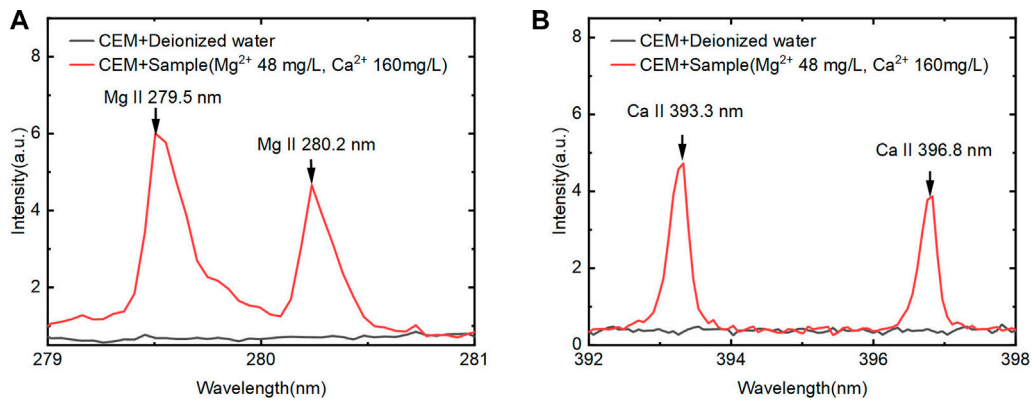 A
CEM+Deionized water
CEM+Sample(Mg²⁺ 48 mg/L, Ca²⁺ 160mg/L)
Mg II 279.5 nm
Mg II 280.2 nm
Intensity(a.u.)
8
6
4
2
279
280
281
Wavelength(nm)
B
CEM+Deionized water
CEM+Sample(Mg²⁺ 48 mg/L, Ca²⁺ 160mg/L)
Ca II 393.3 nm
Ca II 396.8 nm
Intensity(a.u.)
8
6
4
2
0
392
394
396
398
Wavelength(nm)